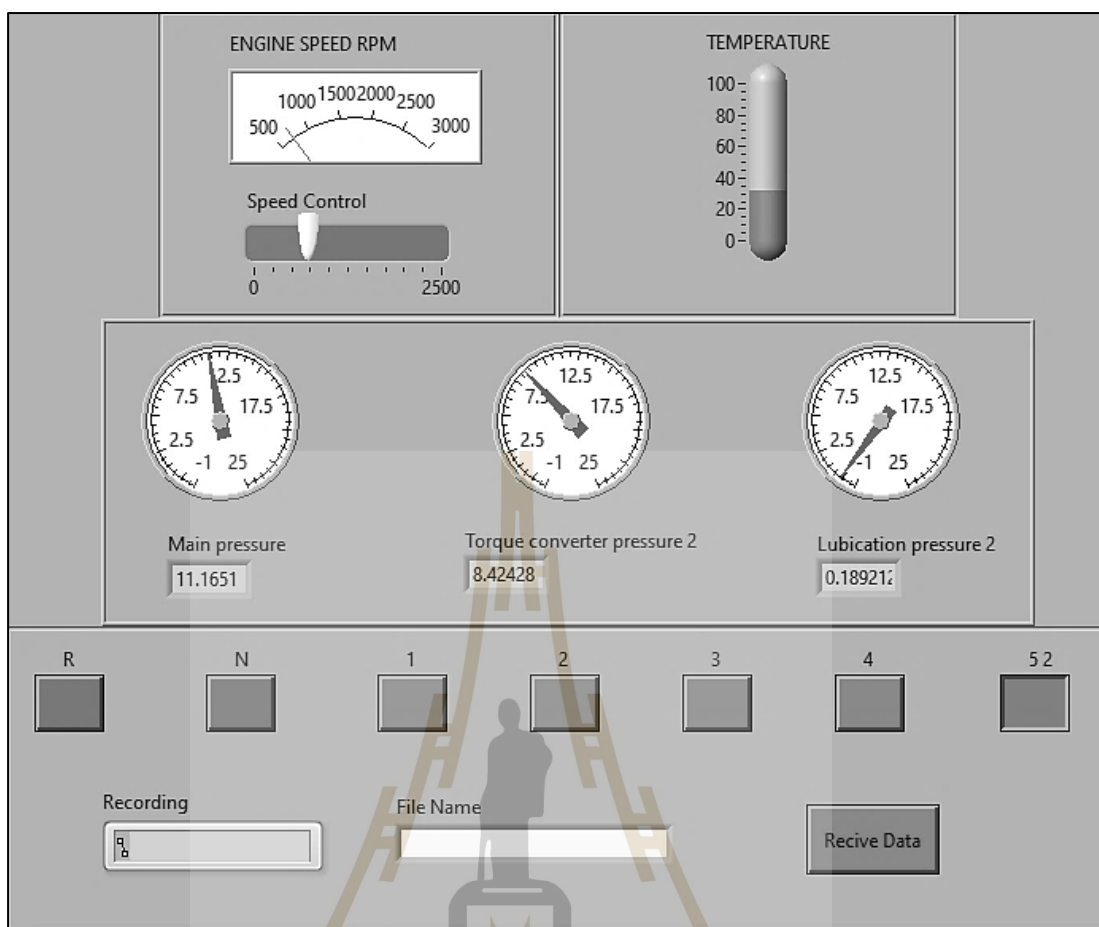 ENGINE SPEED RPM
500 1000 1500 2000 2500 3000
Speed Control
0 2500
TEMPERATURE
100
80
60
40
20
0
7.5 2.5 17.5
2.5
-1 25
12.5
7.5 17.5
2.5
-1 25
12.5
7.5 17.5
2.5
-1 25
Main pressure
11.1651
Torque converter pressure 2
8.42428
Lubication pressure 2
0.189212
R N 1 2 3 4 5 2
Recording
File Name
Recive Data